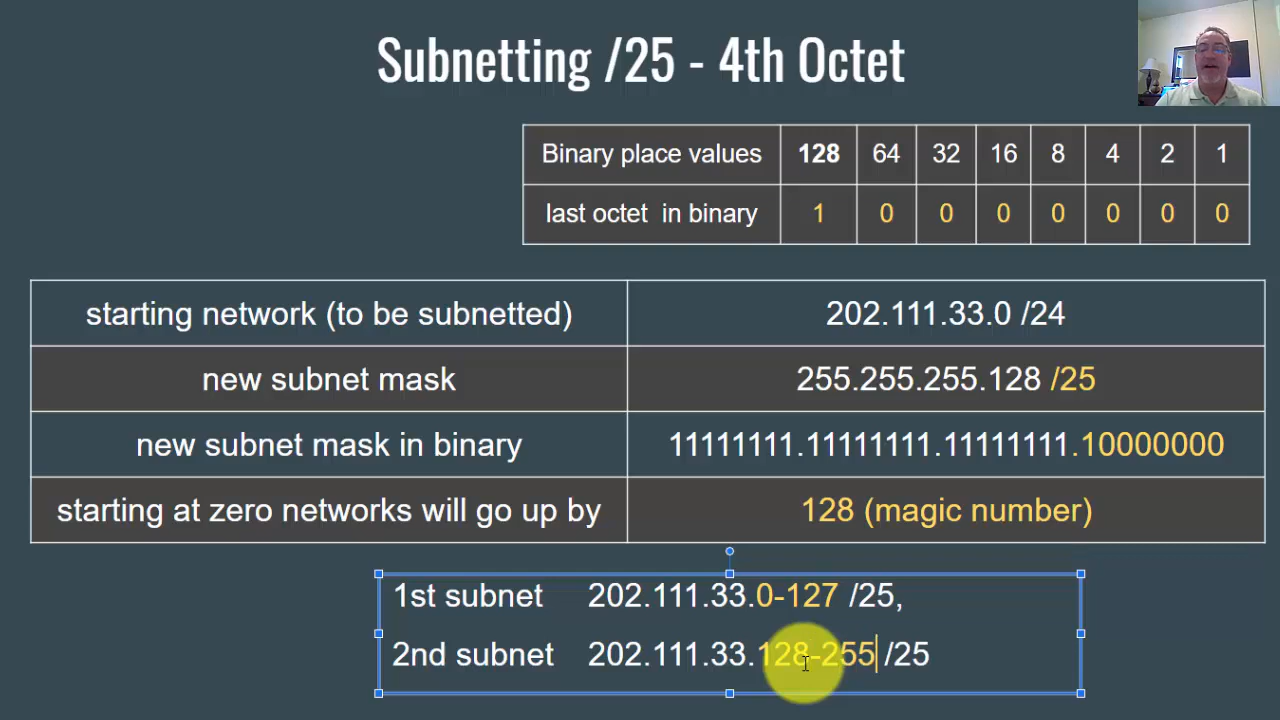 Subnetting /25 - 4th Octet
Binary place values 128 64 32 16 8 4 2 1
last octet in binary 1 0 0 0 0 0 0 0
starting network (to be subnetted) 202.111.33.0 /24
new subnet mask 255.255.255.128 /25
new subnet mask in binary 11111111.11111111.11111111.10000000
starting at zero networks will go up by 128 (magic number)
1st subnet 202.111.33.0-127 /25,
2nd subnet 202.111.33.128-255 /25